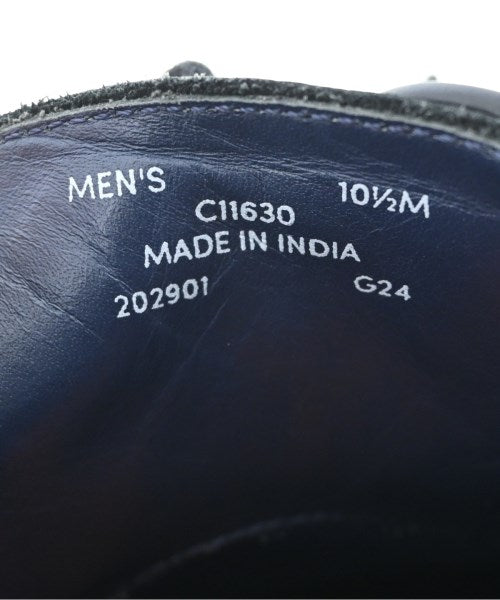 MEN'S 10½M
C11630
MADE IN INDIA
202901 G24